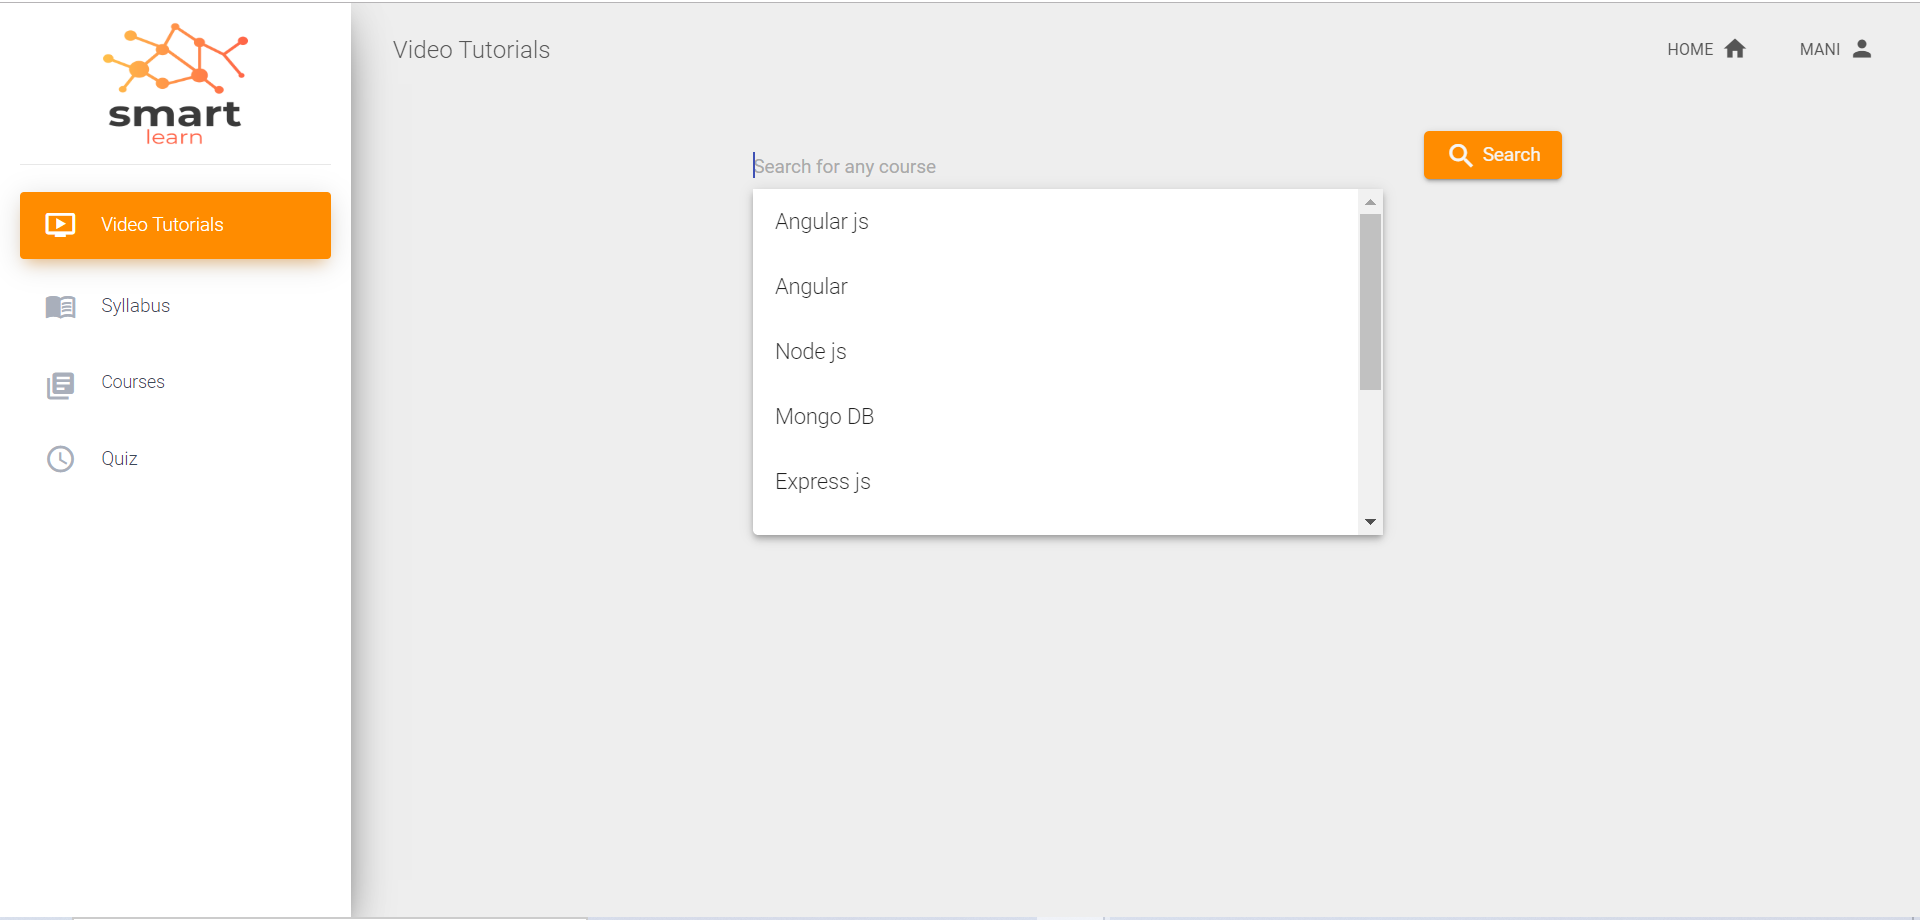 smart
learn
Video Tutorials
Syllabus
Courses
Quiz
Video Tutorials
HOME
MANI
Search for any course
Search
Angular js
Angular
Node js
Mongo DB
Express js